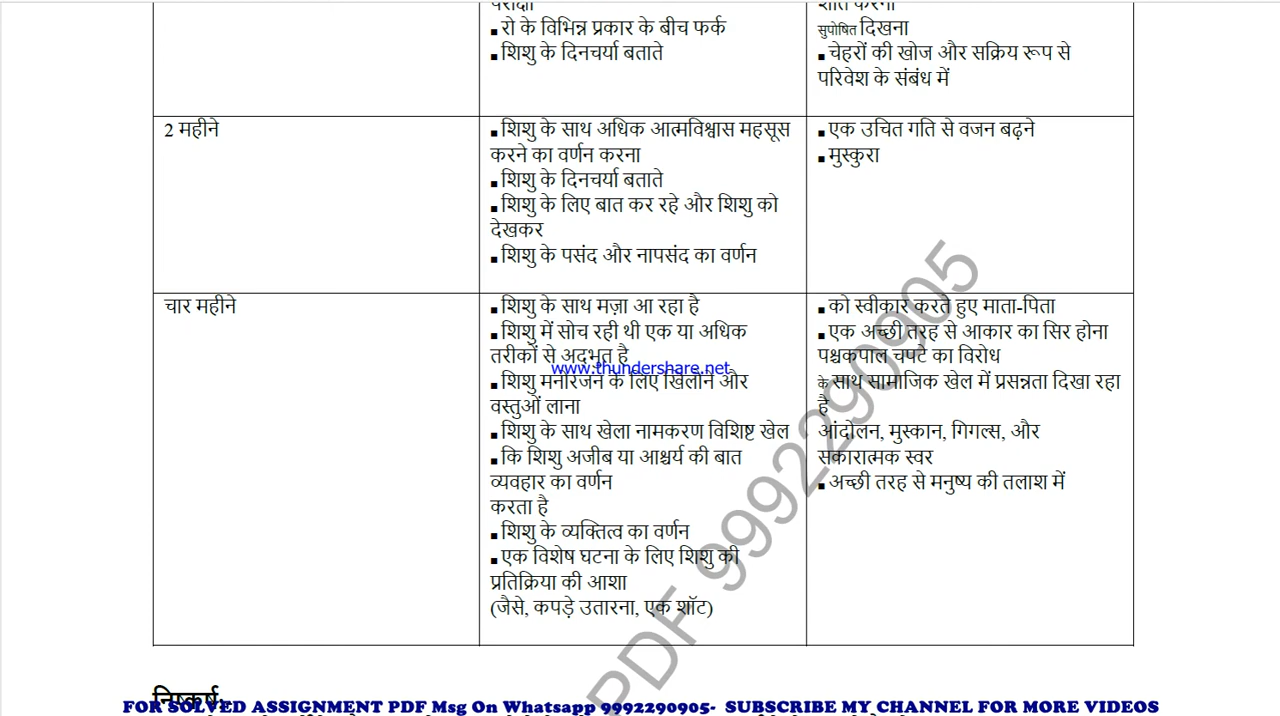 परीक्षा
■ रो के विभिन्न प्रकार के बीच फर्क
■ शिशु के दिनचर्या बताते
शांत करना
सुपोषित दिखना
■ चेहरों की खोज और सक्रिय रूप से
परिवेश के संबंध में
2 महीने
■ शिशु के साथ अधिक आत्मविश्वास महसूस
करने का वर्णन करना
■ शिशु के दिनचर्या बताते
■ शिशु के लिए बात कर रहे और शिशु को
देखकर
■ शिशु के पसंद और नापसंद का वर्णन
■ एक उचित गति से वजन बढ़ने
■ मुस्कुरा
चार महीने
■ शिशु के साथ मज़ा आ रहा है
■ शिशु में सोच रही थी एक या अधिक
तरीकों से अदभुत है
■ शिशु मनोरंजन के लिए खिलौने और
वस्तुओं लाना
■ शिशु के साथ खेला नामकरण विशिष्ट खेल
■ कि शिशु अजीब या आश्चर्य की बात
व्यवहार का वर्णन
करता है
■ शिशु के व्यक्तित्व का वर्णन
■ एक विशेष घटना के लिए शिशु की
प्रतिक्रिया की आशा
(जैसे, कपड़े उतारना, एक शॉट)
■ को स्वीकार करते हुए माता-पिता
■ एक अच्छी तरह से आकार का सिर होना
पश्चकपाल चपटे का विरोध
के साथ सामाजिक खेल में प्रसन्नता दिखा रहा
है
आंदोलन, मुस्कान, गिगल्स, और
सकारात्मक स्वर
■ अच्छी तरह से मनुष्य की तलाश में
www.thundershare.net
PDF 9992290905
निष्कर्ष:
FOR SOLVED ASSIGNMENT PDF Msg On Whatsapp 9992290905- SUBSCRIBE MY CHANNEL FOR MORE VIDEOS